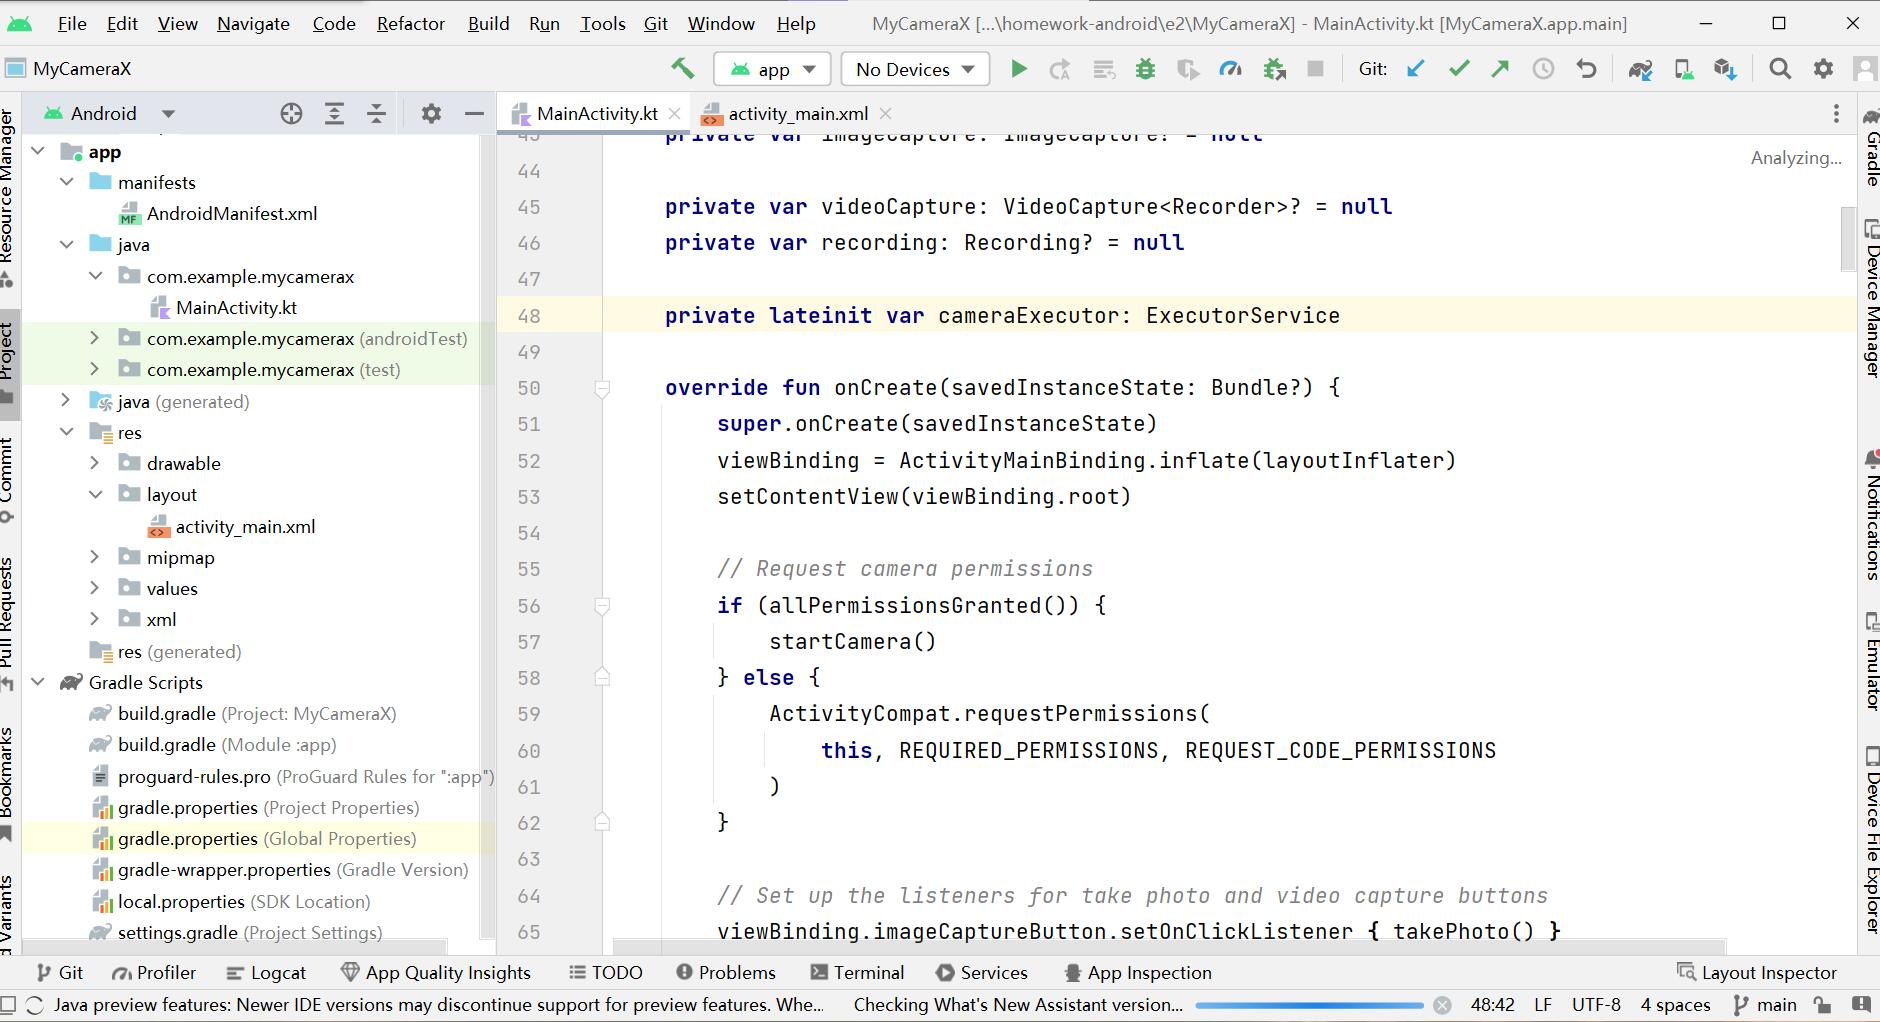 File Edit View Navigate Code Refactor Build Run Tools Git Window Help MyCameraX [...\homework-android\e2\MyCameraX] - MainActivity.kt [MyCameraX.app.main]
MyCameraX app No Devices Git:
Android
MainActivity.kt activity_main.xml
Resource Manager
Project
Commit
Pull Requests
Bookmarks
d Variants
app
manifests
AndroidManifest.xml
java
com.example.mycamerax
MainActivity.kt
com.example.mycamerax (androidTest)
com.example.mycamerax (test)
java (generated)
res
drawable
layout
activity_main.xml
mipmap
values
xml
res (generated)
Gradle Scripts
build.gradle (Project: MyCameraX)
build.gradle (Module :app)
proguard-rules.pro (ProGuard Rules for ":app")
gradle.properties (Project Properties)
gradle.properties (Global Properties)
gradle-wrapper.properties (Gradle Version)
local.properties (SDK Location)
settings.gradle (Project Settings)
43 private var imageCapture: ImageCapture? = null
Analyzing...
44
45 private var videoCapture: VideoCapture<Recorder>? = null
46 private var recording: Recording? = null
47
48 private lateinit var cameraExecutor: ExecutorService
49
50 override fun onCreate(savedInstanceState: Bundle?) {
51 super.onCreate(savedInstanceState)
52 viewBinding = ActivityMainBinding.inflate(layoutInflater)
53 setContentView(viewBinding.root)
54
55 // Request camera permissions
56 if (allPermissionsGranted()) {
57 startCamera()
58 } else {
59 ActivityCompat.requestPermissions(
60 this, REQUIRED_PERMISSIONS, REQUEST_CODE_PERMISSIONS
61 )
62 }
63
64 // Set up the listeners for take photo and video capture buttons
65 viewBinding.imageCaptureButton.setOnClickListener { takePhoto() }
Gradle
Device Manager
Notifications
Emulator
Device File Explorer
Git Profiler Logcat App Quality Insights TODO Problems Terminal Services App Inspection Layout Inspector
Java preview features: Newer IDE versions may discontinue support for preview features. Whe... Checking What's New Assistant version... 48:42 LF UTF-8 4 spaces main